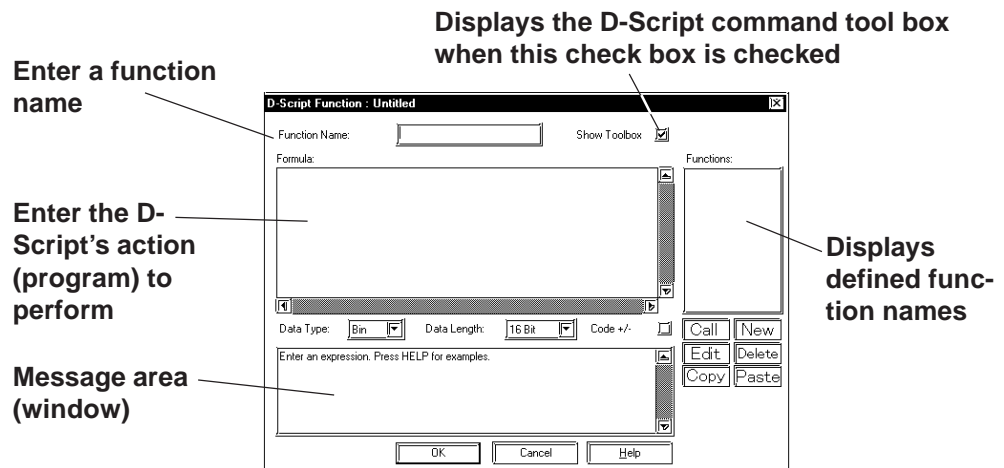 Displays the D-Script command tool box
when this check box is checked
Enter a function
name
D-Script Function : Untitled
Function Name:
Show Toolbox
Formula:
Functions:
Enter the D-
Script's action
(program) to
perform
Displays
defined func-
tion names
Data Type:
Bin
Data Length:
16 Bit
Code +/-
Call
New
Edit
Delete
Copy
Paste
Enter an expression. Press HELP for examples.
Message area
(window)
OK
Cancel
Help